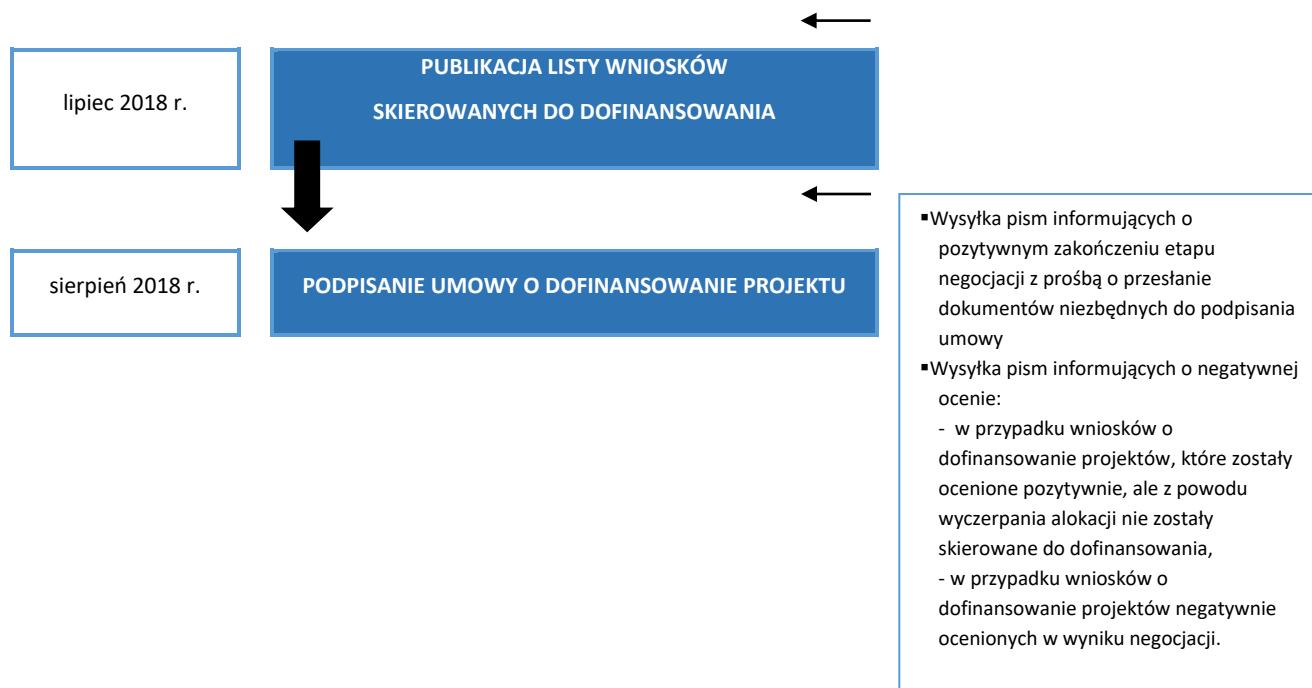 lipiec 2018 r.
PUBLIKACJA LISTY WNIOSKÓW
SKIEROWANYCH DO DOFINANSOWANIA
sierpień 2018 r.
PODPISANIE UMOWY O DOFINANSOWANIE PROJEKTU
▪Wysyłka pism informujących o
pozytywnym zakończeniu etapu
negocjacji z prośbą o przesłanie
dokumentów niezbędnych do podpisania
umowy
▪Wysyłka pism informujących o negatywnej
ocenie:
- w przypadku wniosków o
dofinansowanie projektów, które zostały
ocenione pozytywnie, ale z powodu
wyczerpania alokacji nie zostały
skierowane do dofinansowania,
- w przypadku wniosków o
dofinansowanie projektów negatywnie
ocenionych w wyniku negocjacji.